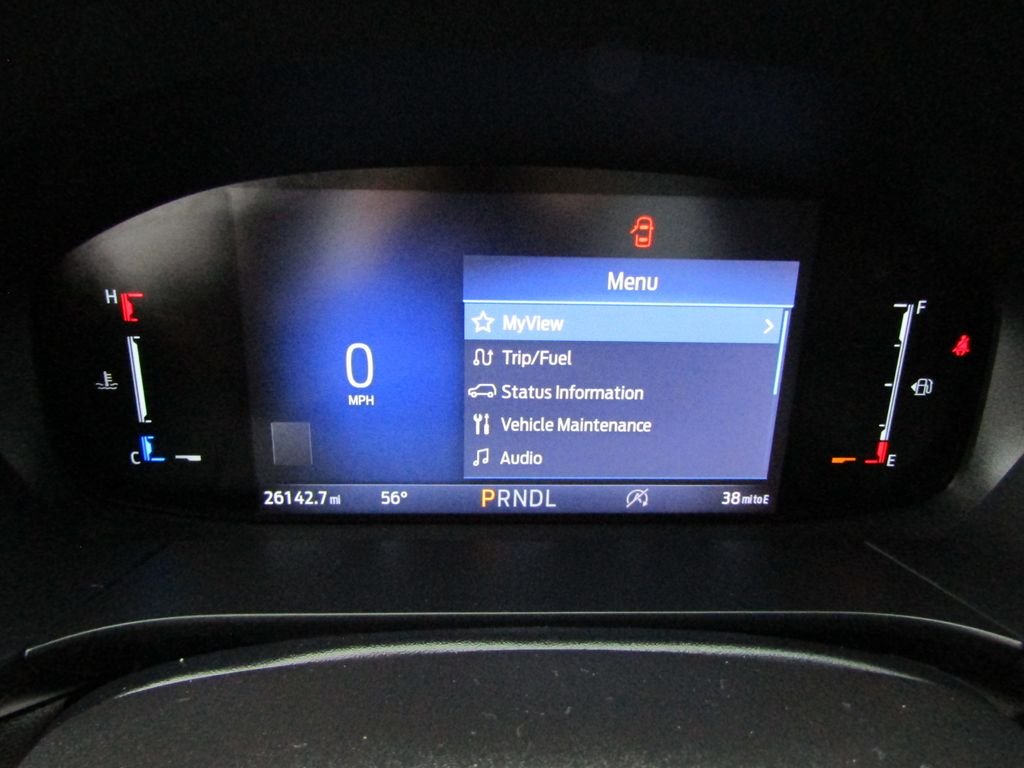 Menu
H
F
MyView
Trip/Fuel
0
MPH
Status Information
Vehicle Maintenance
Audio
C
E
26142.7 mi 56° PRNDL 38 mi to E